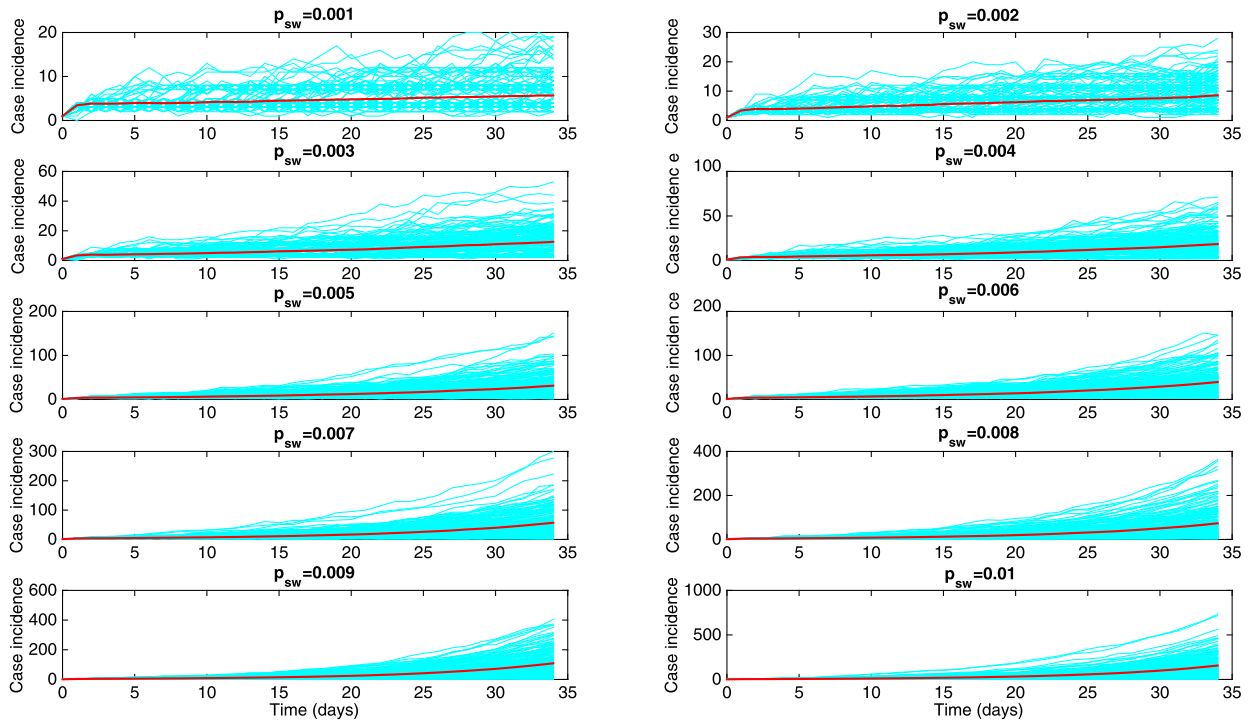 p_sw=0.001
Case incidence
20
10
0
0 5 10 15 20 25 30 35
p_sw=0.002
Case incidence
30
20
10
0
0 5 10 15 20 25 30 35
p_sw=0.003
Case incidence
60
40
20
0
0 5 10 15 20 25 30 35
p_sw=0.004
Case incidenc e
100
50
0
0 5 10 15 20 25 30 35
p_sw=0.005
Case incidence
200
100
0
0 5 10 15 20 25 30 35
p_sw=0.006
Case inciden ce
200
100
0
0 5 10 15 20 25 30 35
p_sw=0.007
Case incidence
300
200
100
0
0 5 10 15 20 25 30 35
p_sw=0.008
Case incidence
400
200
0
0 5 10 15 20 25 30 35
p_sw=0.009
Case incidence
600
400
200
0
0 5 10 15 20 25 30 35
Time (days)
p_sw=0.01
Case incidence
1000
500
0
0 5 10 15 20 25 30 35
Time (days)